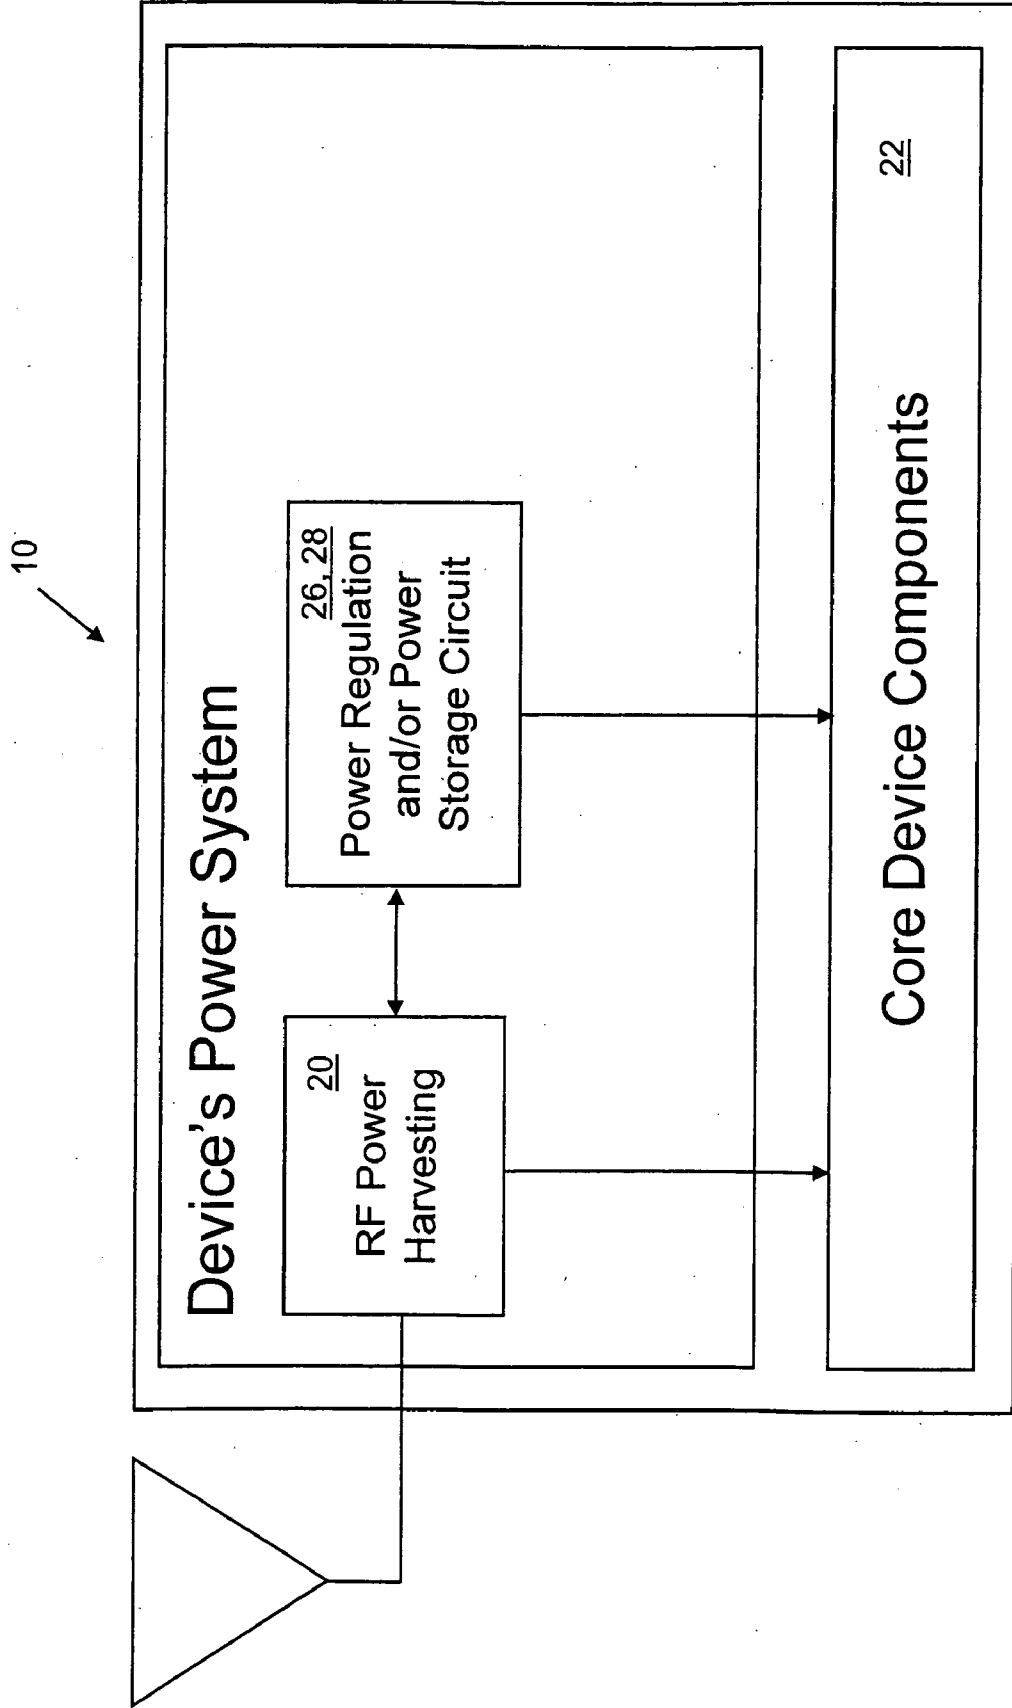 10
Device's Power System
20
RF Power
Harvesting
26, 28
Power Regulation
and/or Power
Storage Circuit
Core Device Components
22